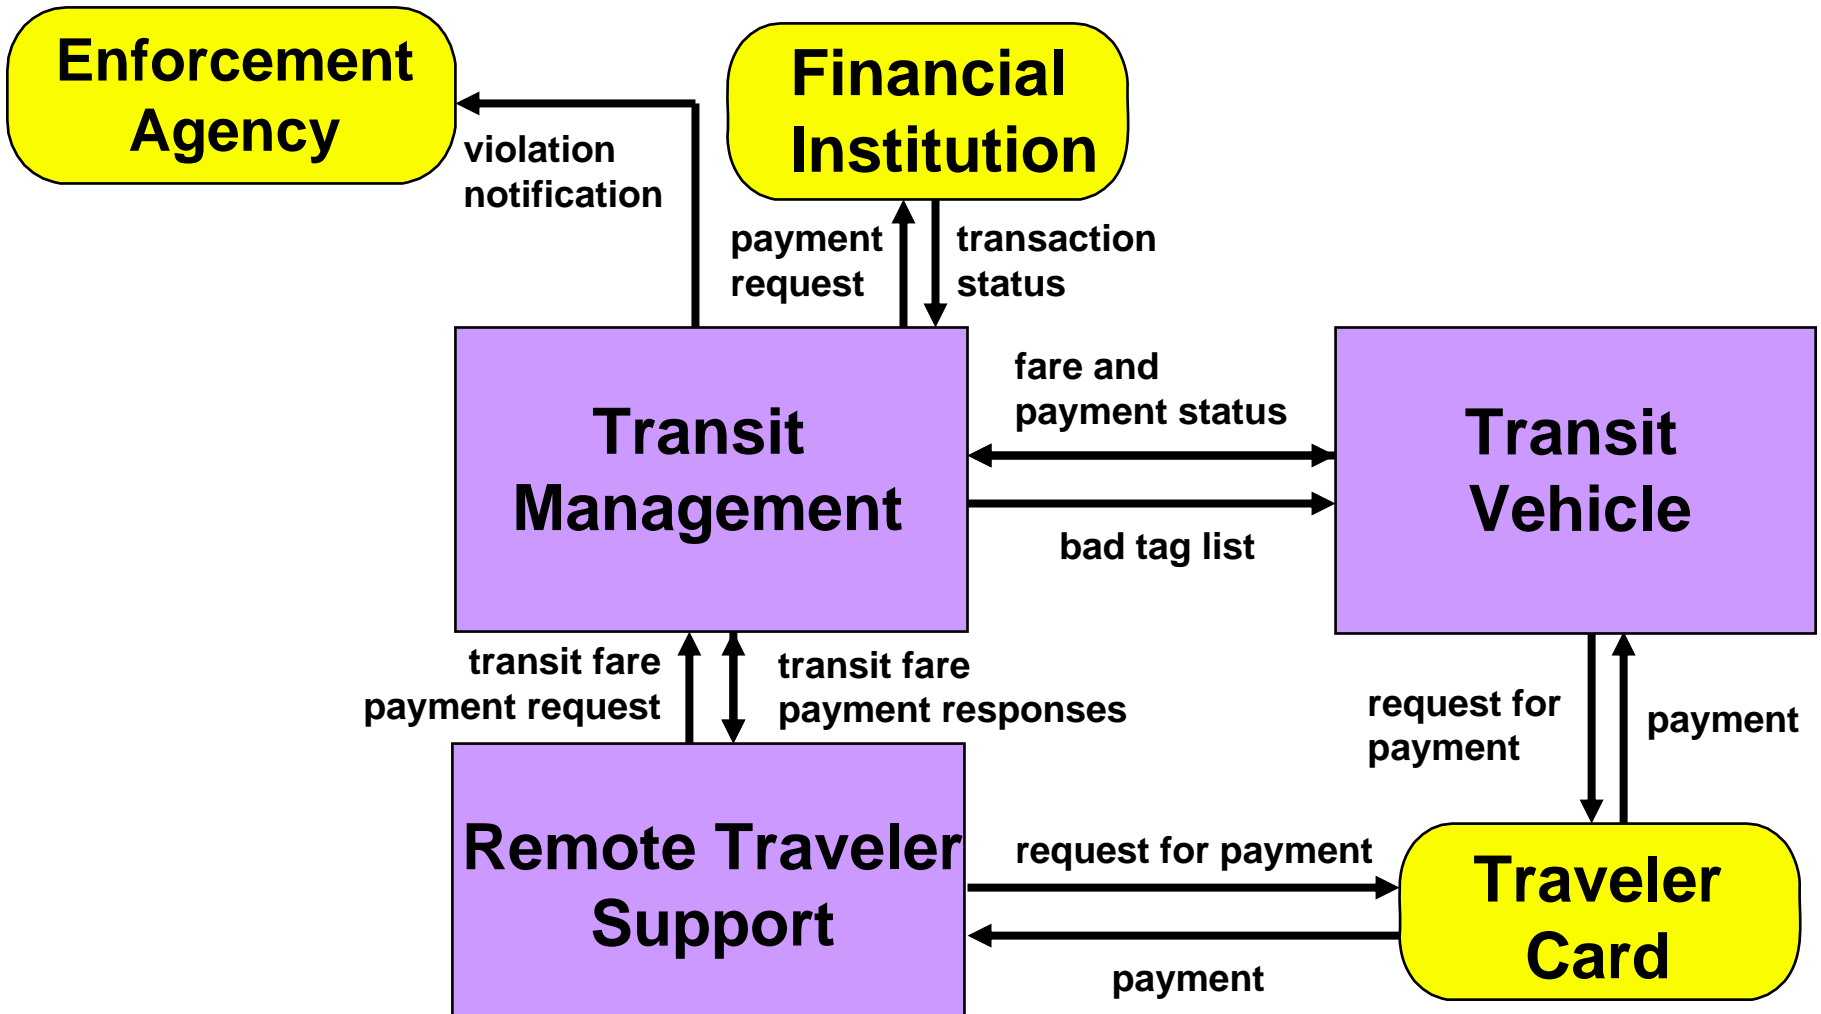 Enforcement
Agency
Financial
Institution
violation
notification
payment
request
transaction
status
fare and
payment status
Transit
Management
Transit
Vehicle
bad tag list
transit fare
payment request
transit fare
payment responses
request for
payment
payment
Remote Traveler
Support
request for payment
Traveler
Card
payment